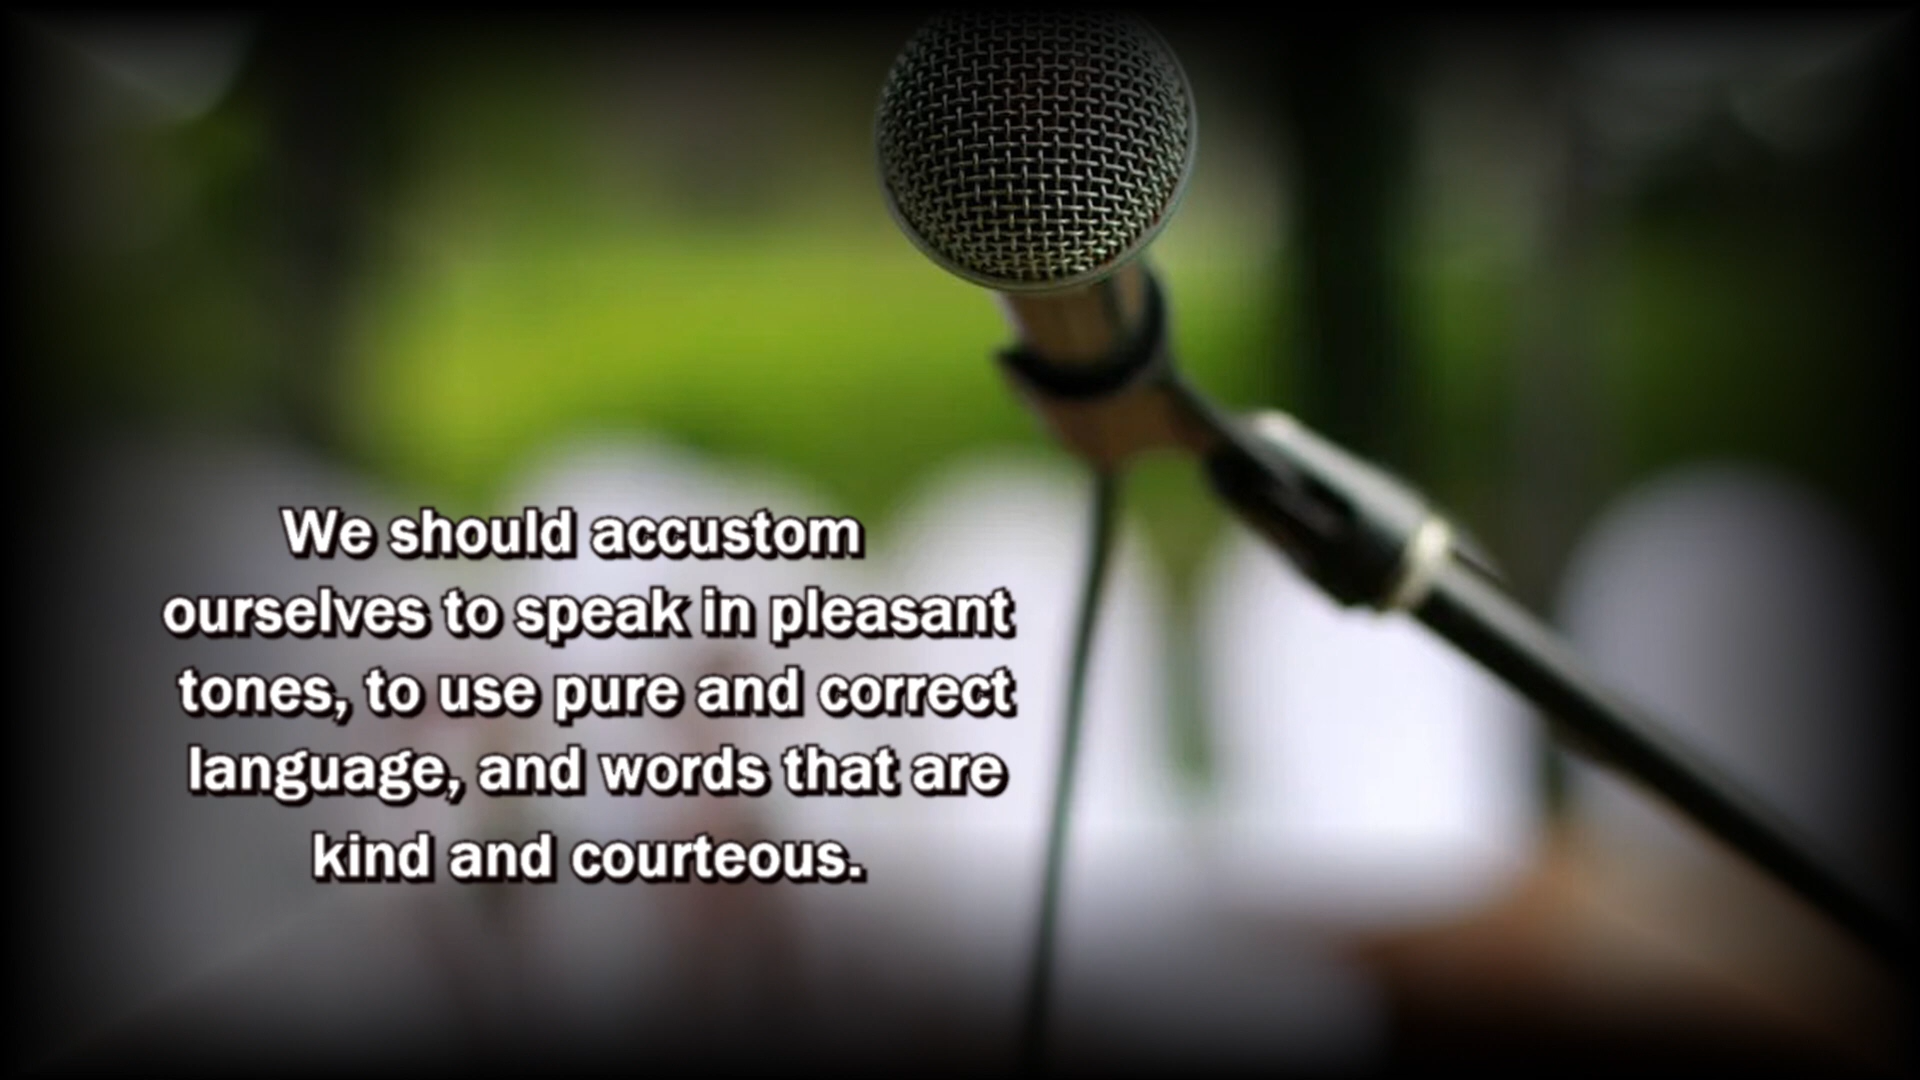 We should accustom
ourselves to speak in pleasant
tones, to use pure and correct
language, and words that are
kind and courteous.